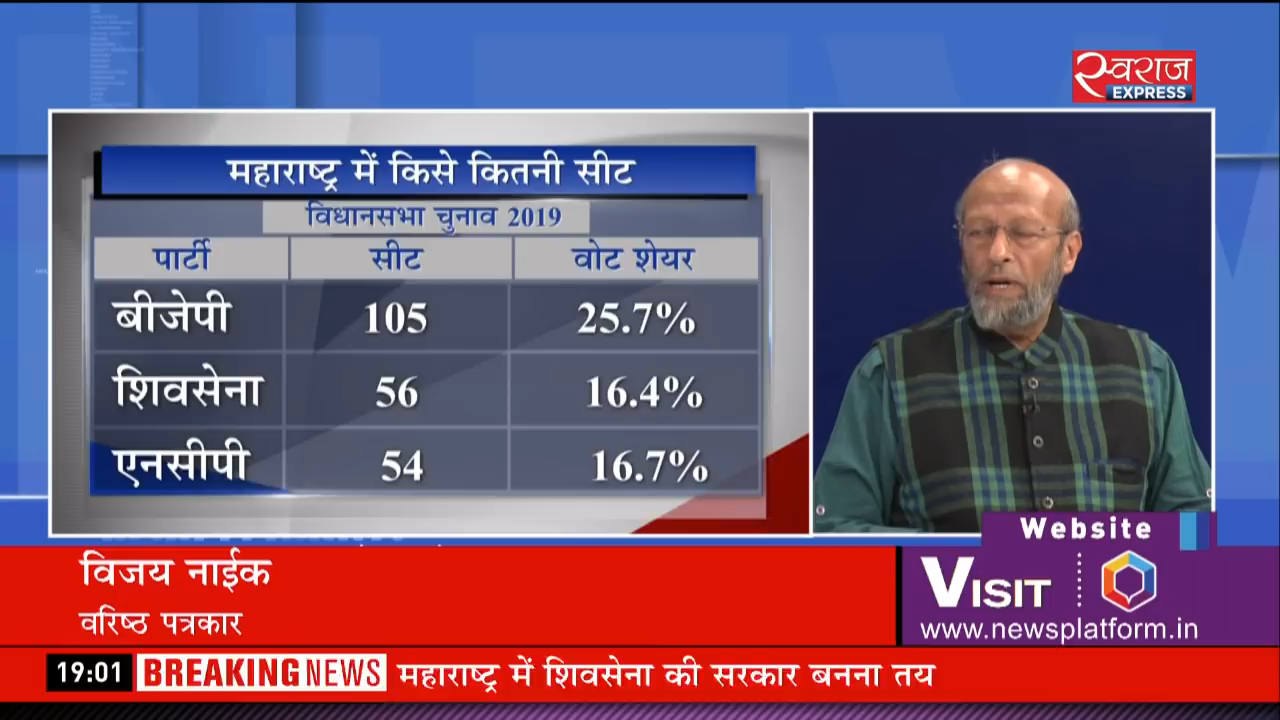 स्वराज
EXPRESS
महाराष्ट्र में किसे कितनी सीट
विधानसभा चुनाव 2019
पार्टी सीट वोट शेयर
बीजेपी 105 25.7%
शिवसेना 56 16.4%
एनसीपी 54 16.7%
Website
VISIT
www.newsplatform.in
विजय नाईक
वरिष्ठ पत्रकार
19:01 BREAKING NEWS महाराष्ट्र में शिवसेना की सरकार बनना तय